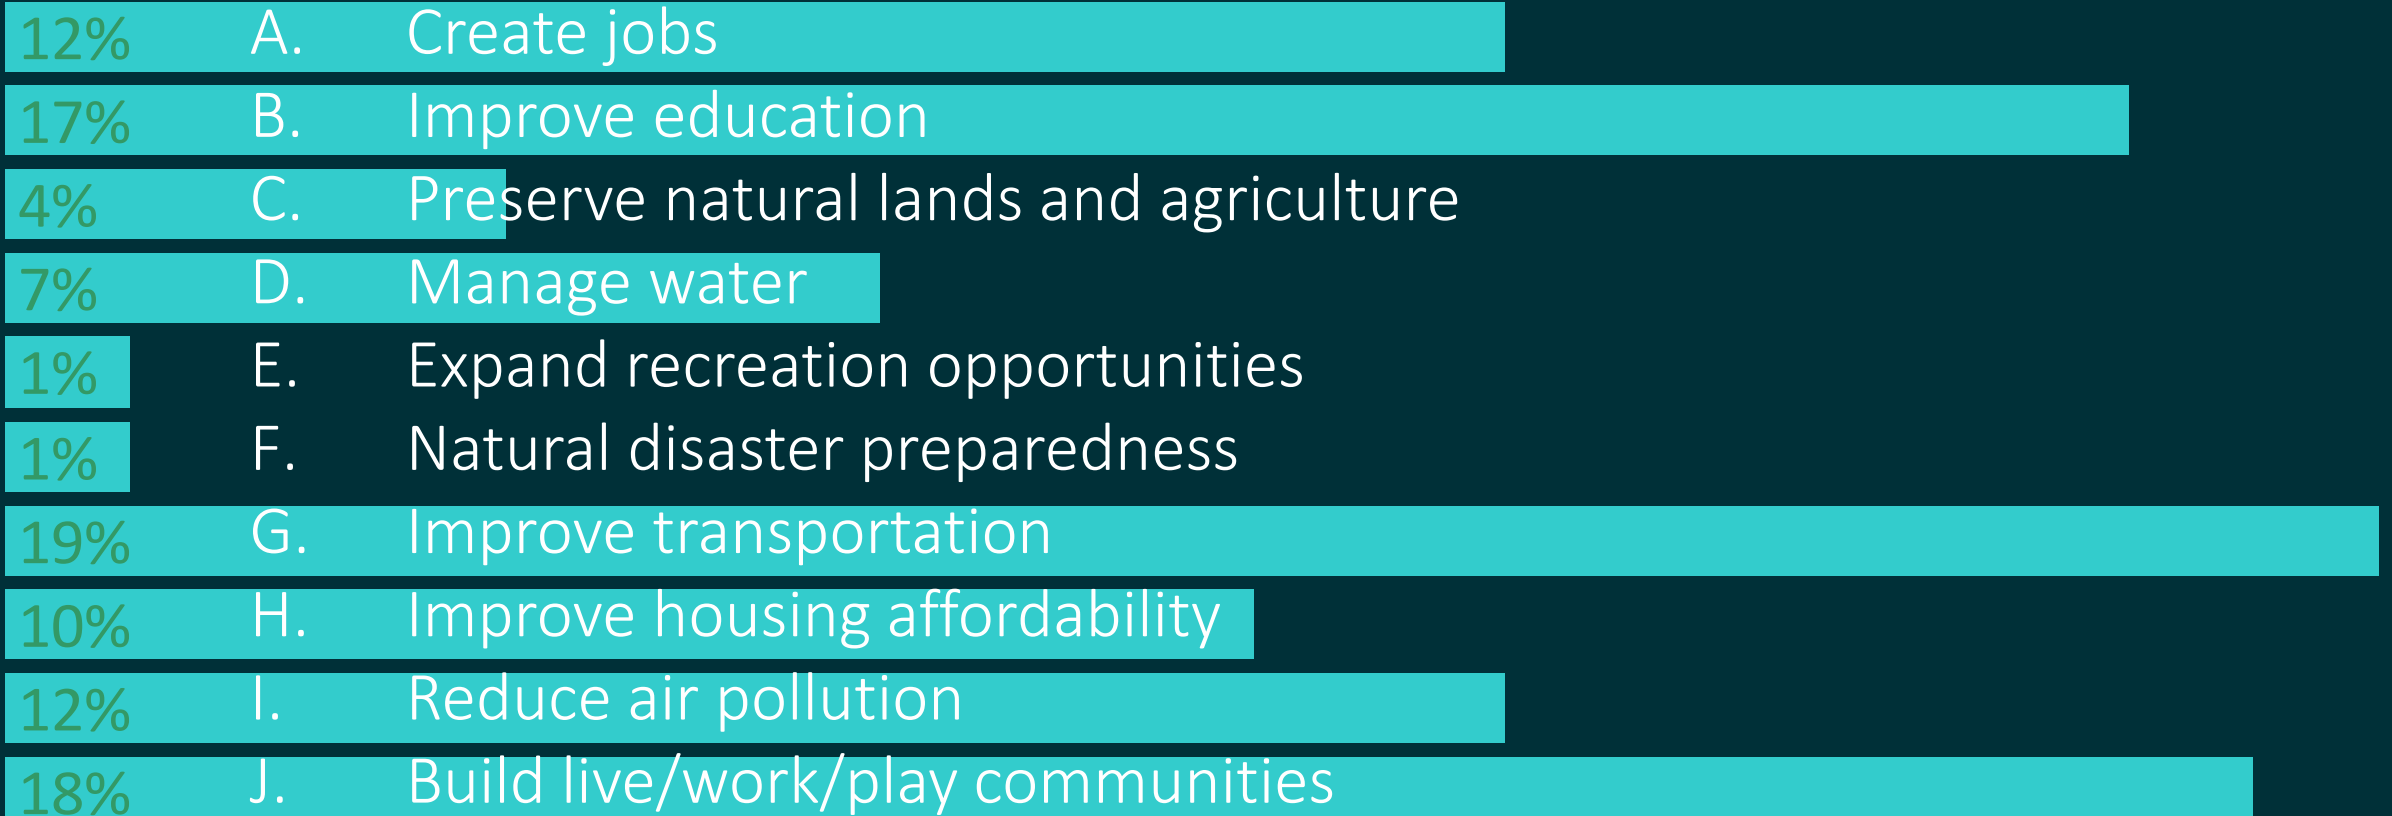 12% A. Create jobs
17% B. Improve education
4% C. Preserve natural lands and agriculture
7% D. Manage water
1% E. Expand recreation opportunities
1% F. Natural disaster preparedness
19% G. Improve transportation
10% H. Improve housing affordability
12% I. Reduce air pollution
18% J. Build live/work/play communities